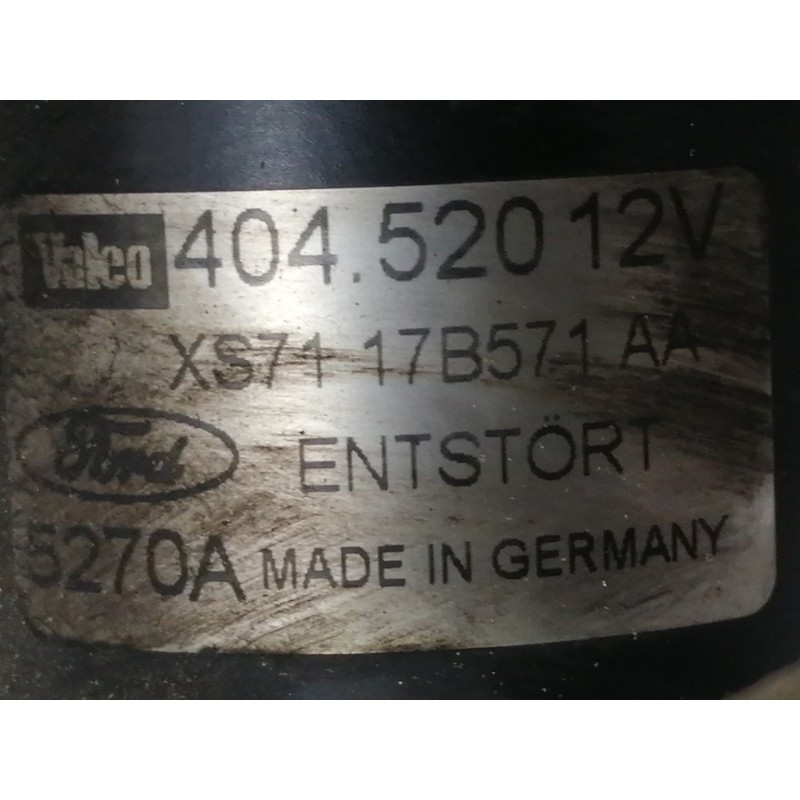 Valeo 404.520 12V
XS71 17B571 AA
Ford ENTSTÖRT
5270A MADE IN GERMANY